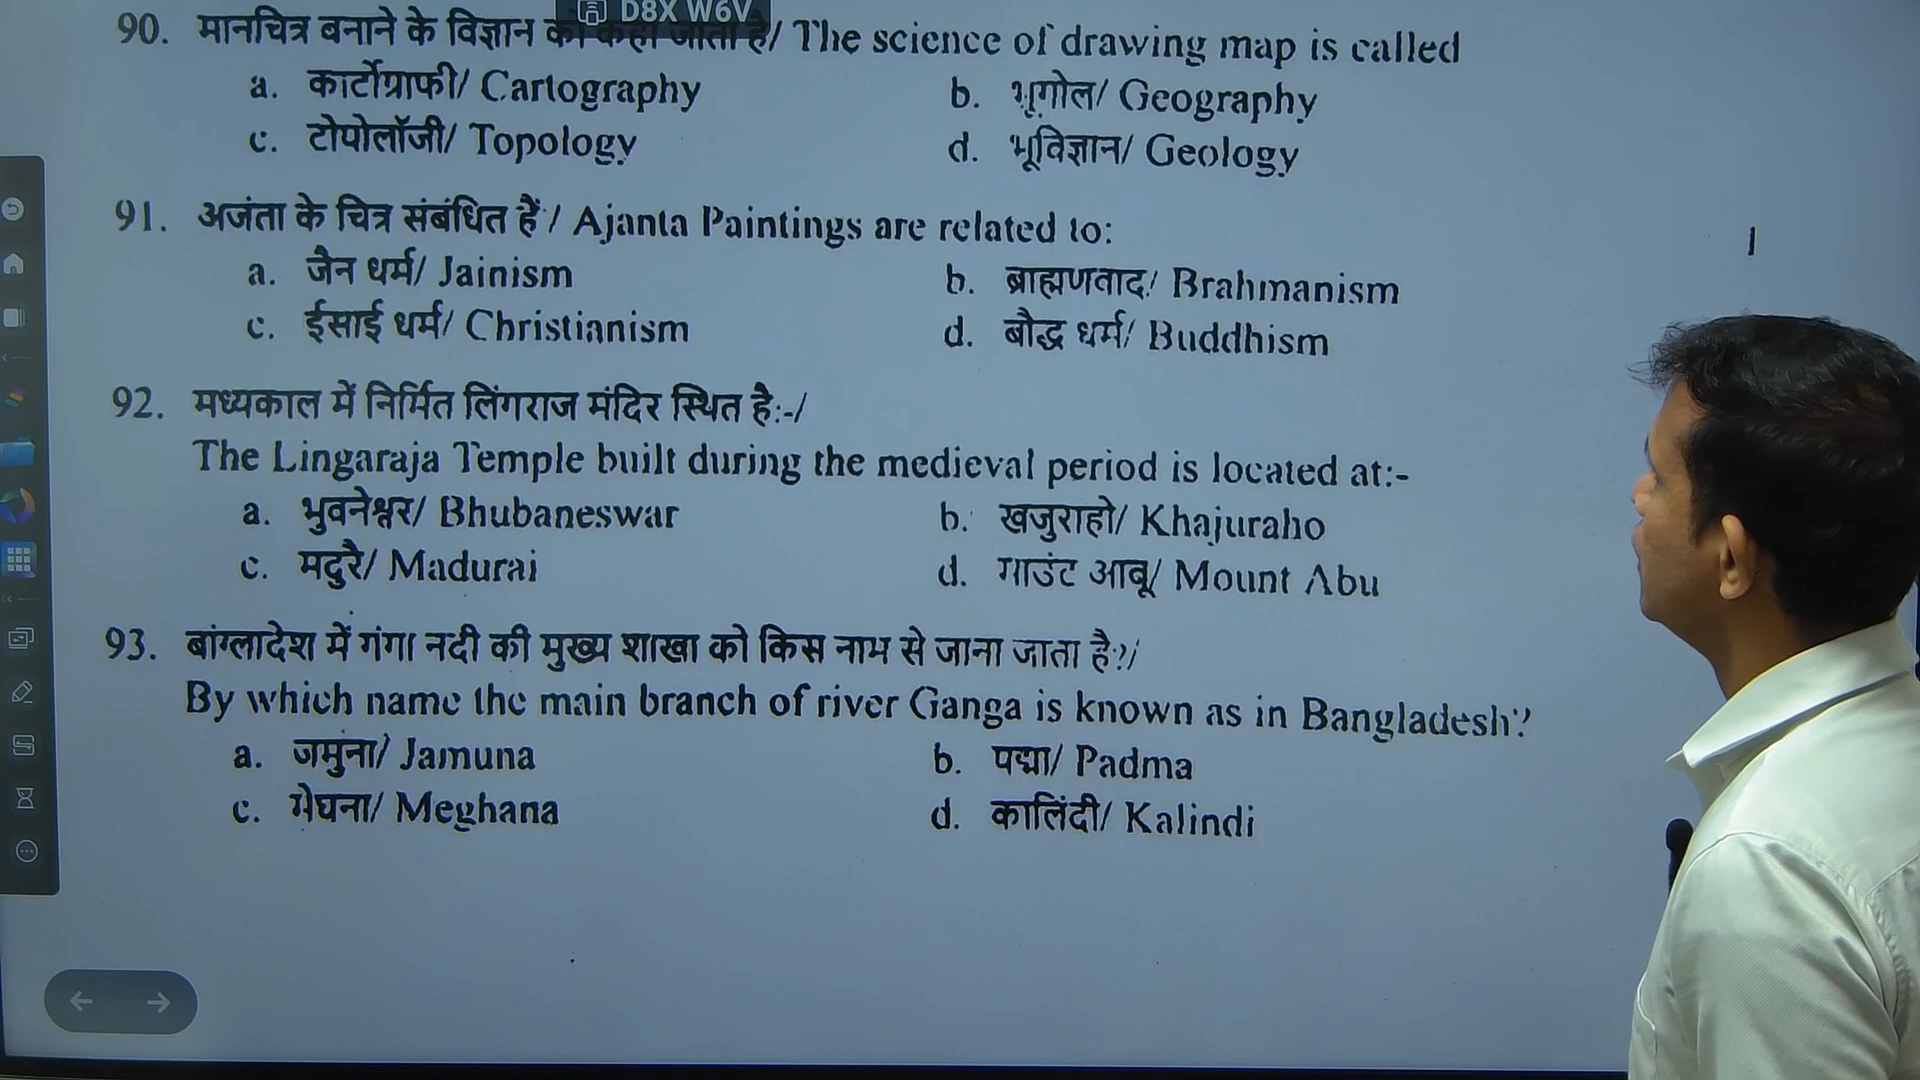 D8X W6V
90. मानचित्र बनाने के विज्ञान को कहा जाता है/ The science of drawing map is called
a. कार्टोग्राफी/ Cartography b. भूगोल/ Geography
c. टोपोलॉजी/ Topology d. भूविज्ञान/ Geology
91. अजंता के चित्र संबंधित हैं / Ajanta Paintings are related to:
a. जैन धर्म/ Jainism b. ब्राह्मणवाद/ Brahmanism
c. ईसाई धर्म/ Christianism d. बौद्ध धर्म/ Buddhism
92. मध्यकाल में निर्मित लिंगराज मंदिर स्थित है:-/
The Lingaraja Temple built during the medieval period is located at:-
a. भुवनेश्वर/ Bhubaneswar b. खजुराहो/ Khajuraho
c. मदुरै/ Madurai d. माउंट आबू/ Mount Abu
93. बांग्लादेश में गंगा नदी की मुख्य शाखा को किस नाम से जाना जाता है?/
By which name the main branch of river Ganga is known as in Bangladesh?
a. जमुना/ Jamuna b. पद्मा/ Padma
c. मेघना/ Meghana d. कालिंदी/ Kalindi